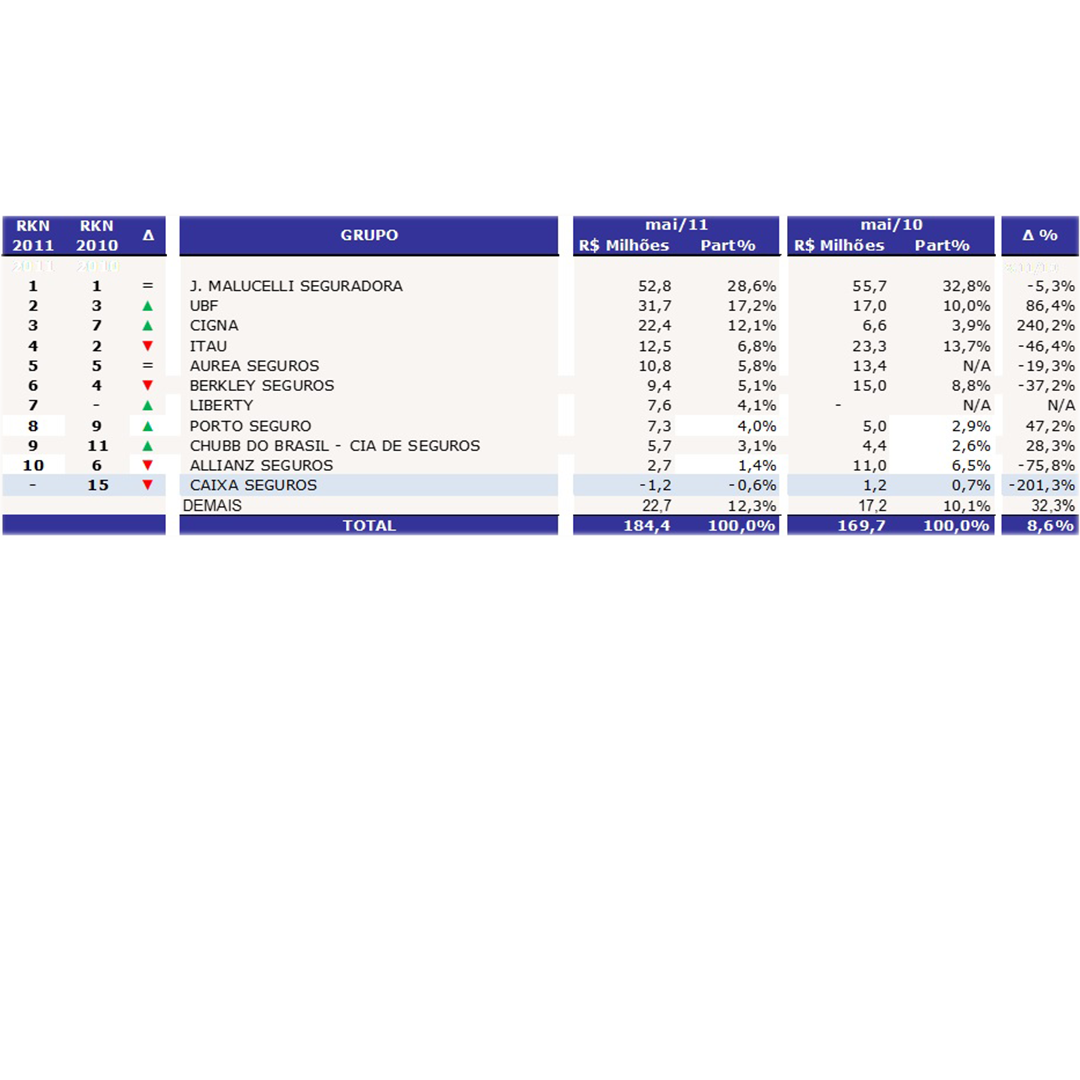 RKN 2011 RKN 2010 Δ GRUPO mai/11 mai/10 Δ %
R$ Milhões Part% R$ Milhões Part%
1 1 = J. MALUCELLI SEGURADORA 52,8 28,6% 55,7 32,8% -5,3%
2 3 ▲ UBF 31,7 17,2% 17,0 10,0% 86,4%
3 7 ▲ CIGNA 22,4 12,1% 6,6 3,9% 240,2%
4 2 ▼ ITAU 12,5 6,8% 23,3 13,7% -46,4%
5 5 = AUREA SEGUROS 10,8 5,8% 13,4 N/A -19,3%
6 4 ▼ BERKLEY SEGUROS 9,4 5,1% 15,0 8,8% -37,2%
7 - ▲ LIBERTY 7,6 4,1% - N/A N/A
8 9 ▲ PORTO SEGURO 7,3 4,0% 5,0 2,9% 47,2%
9 11 ▲ CHUBB DO BRASIL - CIA DE SEGUROS 5,7 3,1% 4,4 2,6% 28,3%
10 6 ▼ ALLIANZ SEGUROS 2,7 1,4% 11,0 6,5% -75,8%
- 15 ▼ CAIXA SEGUROS -1,2 -0,6% 1,2 0,7% -201,3%
DEMAIS 22,7 12,3% 17,2 10,1% 32,3%
TOTAL 184,4 100,0% 169,7 100,0% 8,6%